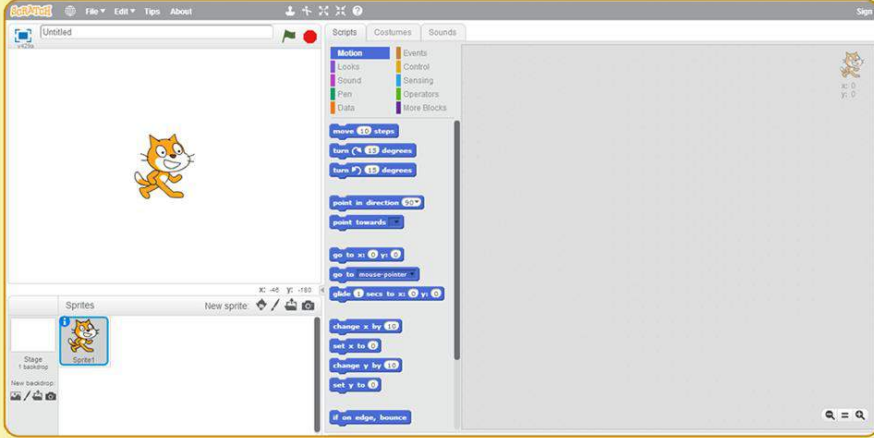 SCRATCH File Edit Tips About Sign
Untitled
Scripts Costumes Sounds
Motion Events
Looks Control
Sound Sensing
Pen Operators
Data More Blocks
x: 0
y: 0
move 10 steps
turn 15 degrees
turn 15 degrees
point in direction 90
point towards
go to x: 0 y: 0
go to mouse-pointer
glide 1 secs to x: 0 y: 0
change x by 10
set x to 0
change y by 10
set y to 0
if on edge, bounce
Sprites New sprite:
Sprite1
Stage
1 backdrop
New backdrop: